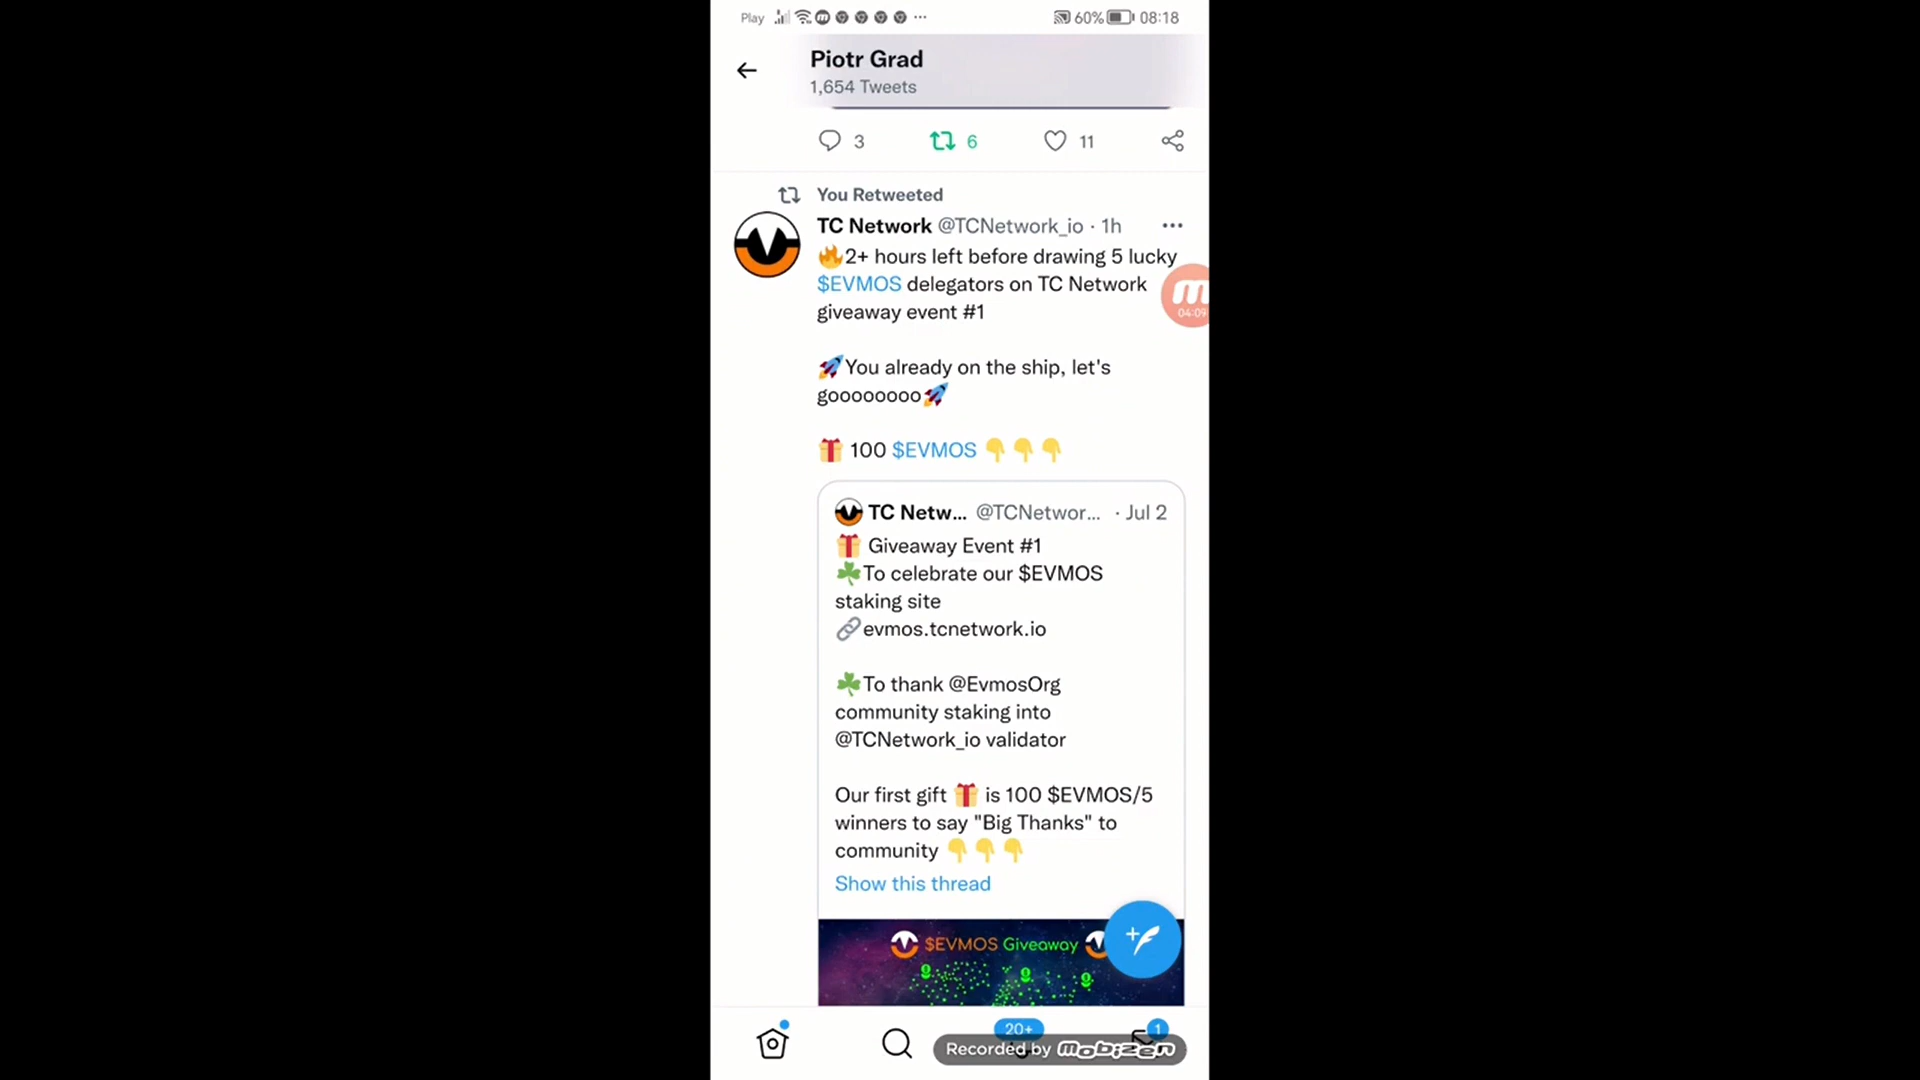 Play 60% 08:18
Piotr Grad
1,654 Tweets
3 6 11
You Retweeted
TC Network @TCNetwork_io · 1h
🔥2+ hours left before drawing 5 lucky
$EVMOS delegators on TC Network
giveaway event #1
04:09
🚀You already on the ship, let's
goooooooo🚀
🎁 100 $EVMOS 👇👇👇
TC Netw... @TCNetwor... · Jul 2
🎁 Giveaway Event #1
☘️To celebrate our $EVMOS
staking site
🔗evmos.tcnetwork.io
☘️To thank @EvmosOrg
community staking into
@TCNetwork_io validator
Our first gift 🎁 is 100 $EVMOS/5
winners to say "Big Thanks" to
community 👇👇👇
Show this thread
$EVMOS Giveaway
20+ 1
Recorded by mobizen